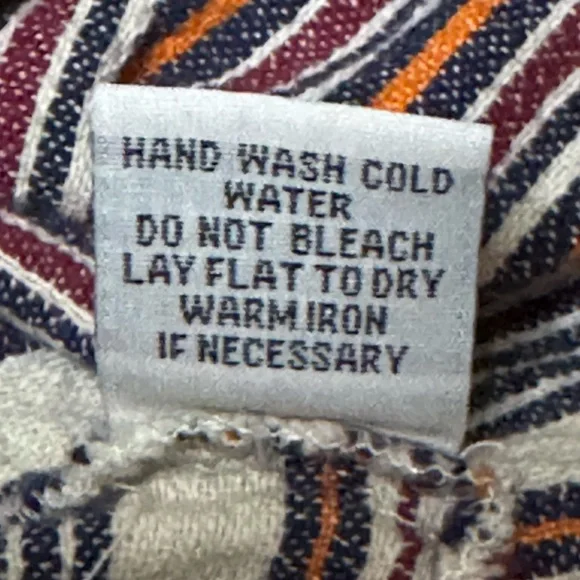 HAND WASH COLD
WATER
DO NOT BLEACH
LAY FLAT TO DRY
WARM IRON
IF NECESSARY